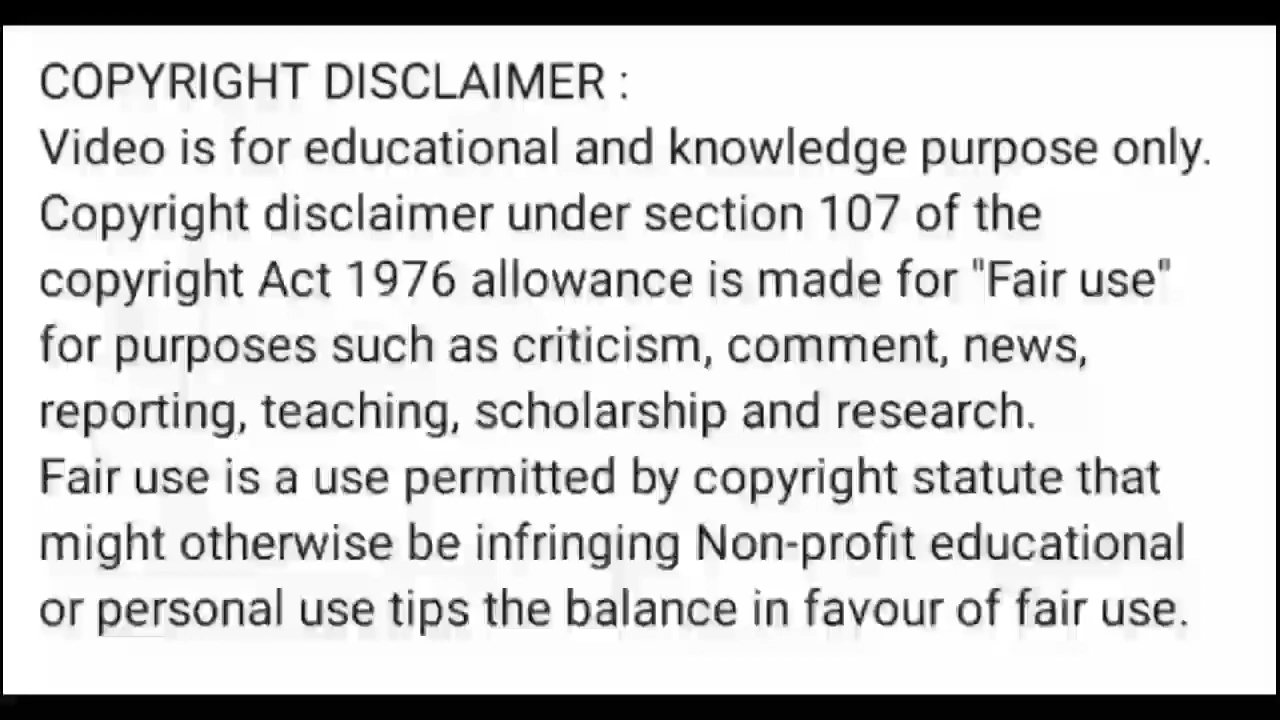 COPYRIGHT DISCLAIMER :
Video is for educational and knowledge purpose only.
Copyright disclaimer under section 107 of the
copyright Act 1976 allowance is made for "Fair use"
for purposes such as criticism, comment, news,
reporting, teaching, scholarship and research.
Fair use is a use permitted by copyright statute that
might otherwise be infringing Non-profit educational
or personal use tips the balance in favour of fair use.